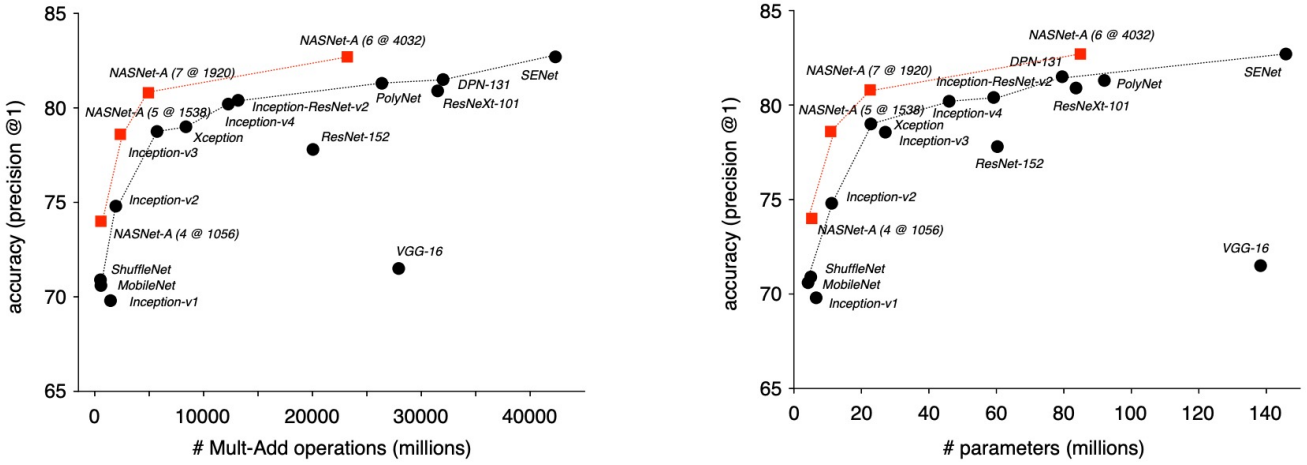 85
NASNet-A (6 @ 4032)
NASNet-A (7 @ 1920)
SENet
DPN-131
PolyNet
ResNeXt-101
80
Inception-ResNet-v2
NASNet-A (5 @ 1538)
Inception-v4
Xception
ResNet-152
Inception-v3
75
Inception-v2
NASNet-A (4 @ 1056)
VGG-16
ShuffleNet
MobileNet
70
Inception-v1
65
accuracy (precision @1)
0 10000 20000 30000 40000
# Mult-Add operations (millions)
85
NASNet-A (6 @ 4032)
DPN-131
NASNet-A (7 @ 1920)
SENet
Inception-ResNet-v2
PolyNet
80
NASNet-A (5 @ 1538)
Inception-v4
ResNeXt-101
Xception
Inception-v3
ResNet-152
75
Inception-v2
NASNet-A (4 @ 1056)
VGG-16
ShuffleNet
MobileNet
70
Inception-v1
65
accuracy (precision @1)
0 20 40 60 80 100 120 140
# parameters (millions)